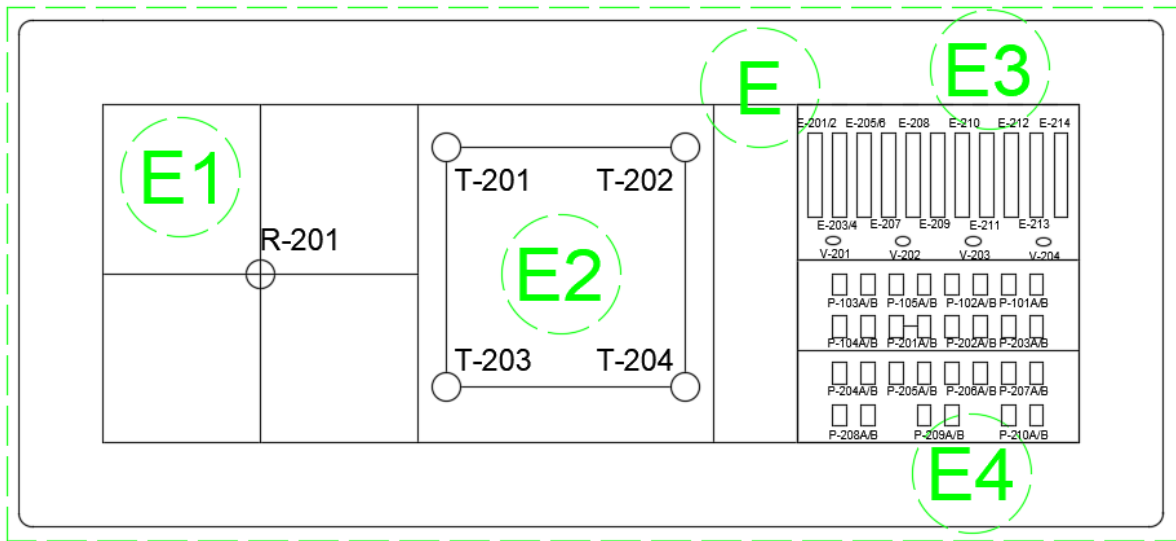 E
E3
E1
E-201/2 E-205/6 E-208 E-210 E-212 E-214
T-201 T-202
E-203/4 E-207 E-209 E-211 E-213
R-201
V-201 V-202 V-203 V-204
E2
P-103A/B P-105A/B P-102A/B P-101A/B
P-104A/B P-201A/B P-202A/B P-203A/B
T-203 T-204
P-204A/B P-205A/B P-206A/B P-207A/B
P-208A/B P-209A/B P-210A/B
E4